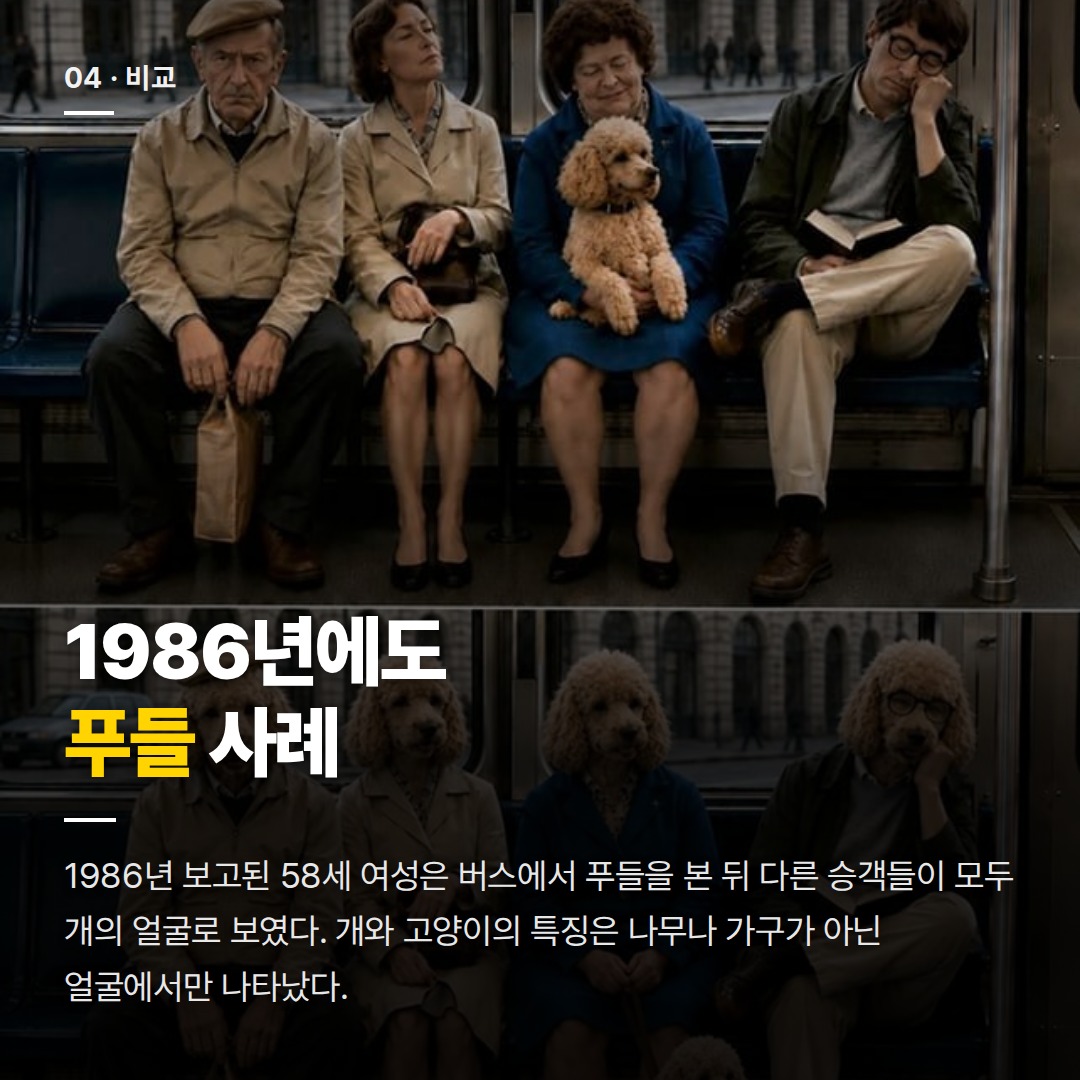 04 · 비교
1986년에도
푸들 사례
1986년 보고된 58세 여성은 버스에서 푸들을 본 뒤 다른 승객들이 모두
개의 얼굴로 보였다. 개와 고양이의 특징은 나무나 가구가 아닌
얼굴에서만 나타났다.